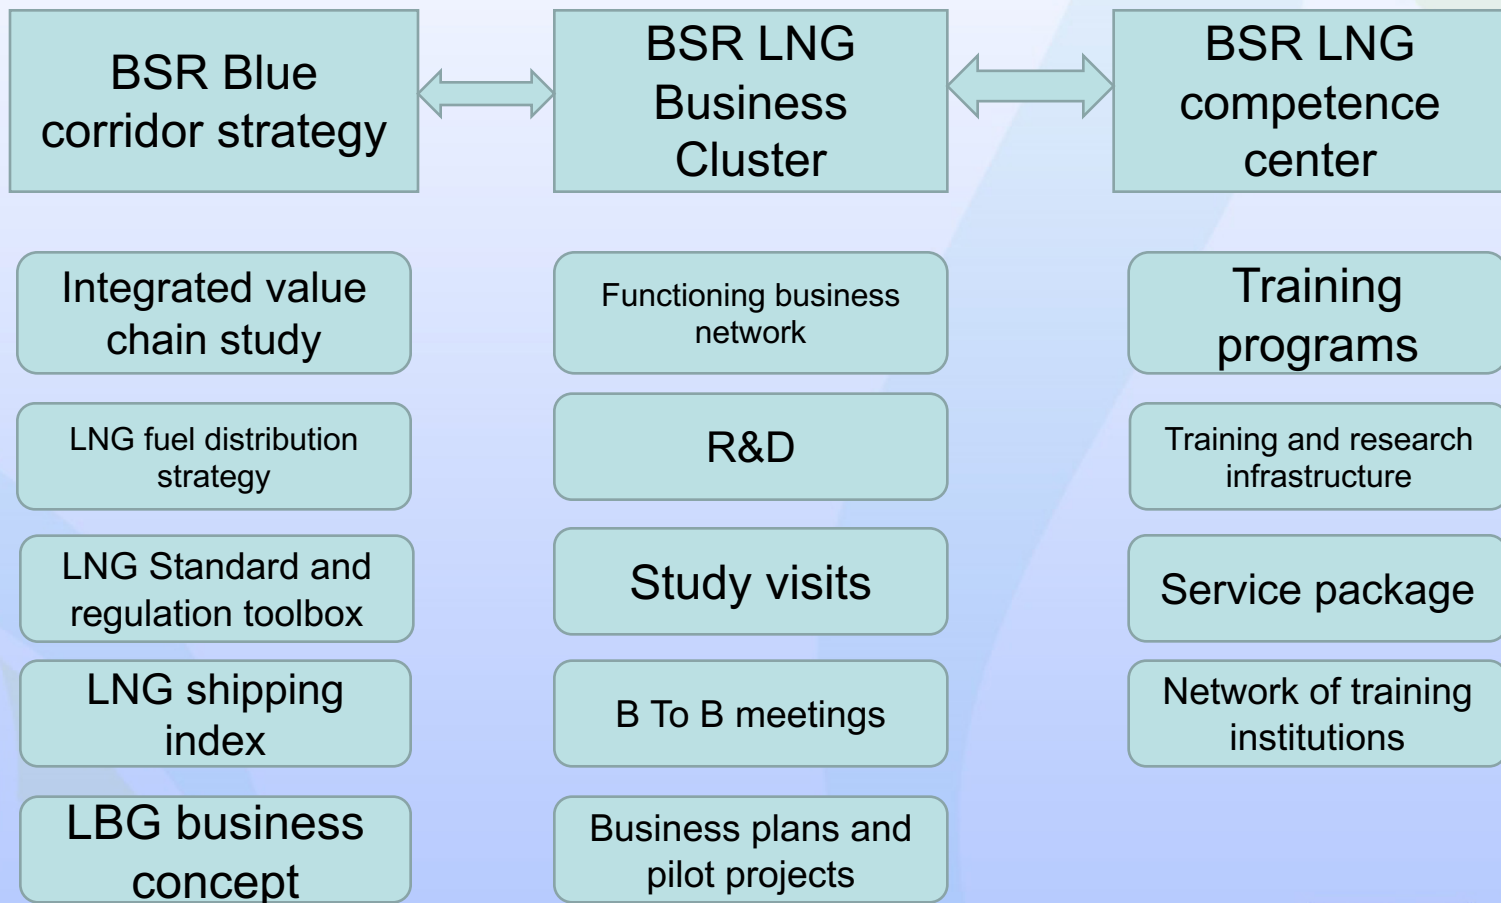 BSR Blue
corridor strategy
BSR LNG
Business
Cluster
BSR LNG
competence
center
Integrated value
chain study
LNG fuel distribution
strategy
LNG Standard and
regulation toolbox
LNG shipping
index
LBG business
concept
Functioning business
network
R&D
Study visits
B To B meetings
Business plans and
pilot projects
Training
programs
Training and research
infrastructure
Service package
Network of training
institutions